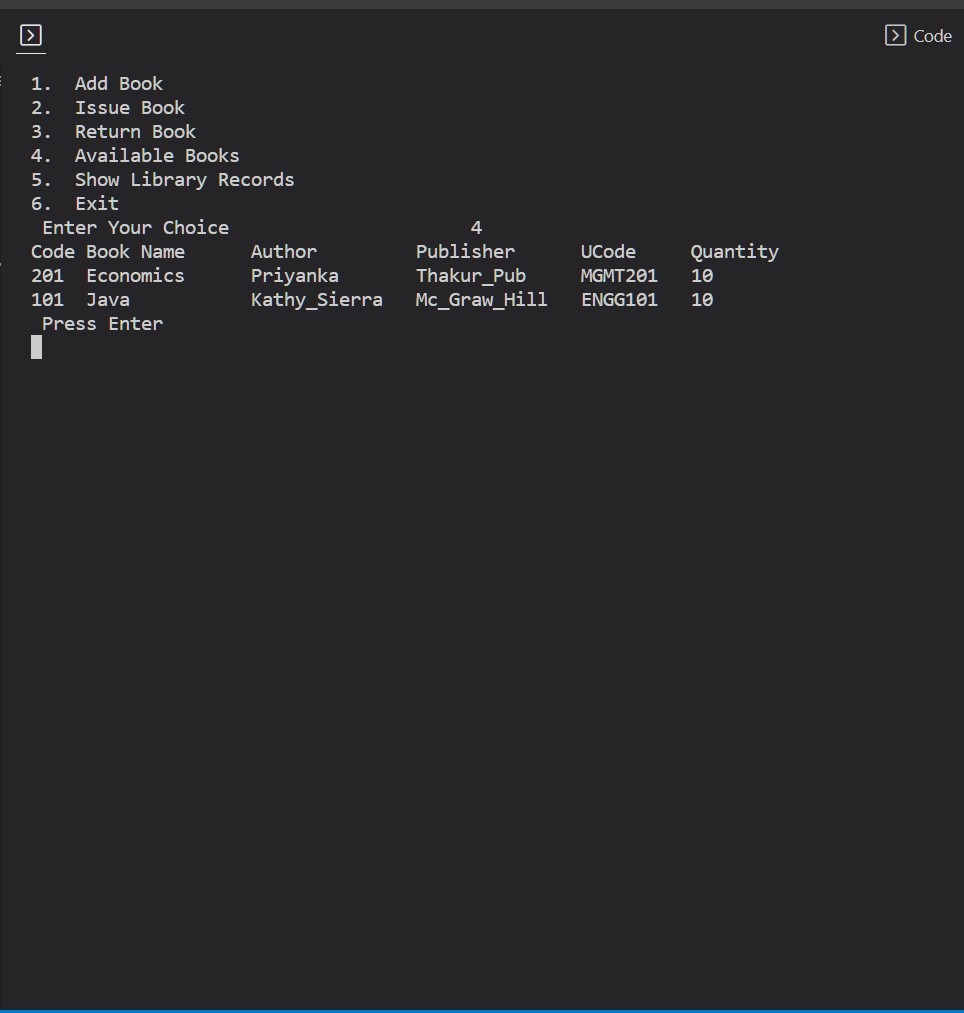 Code
1.  Add Book
2.  Issue Book
3.  Return Book
4.  Available Books
5.  Show Library Records
6.  Exit
 Enter Your Choice                      4
Code Book Name      Author         Publisher      UCode     Quantity
201  Economics      Priyanka       Thakur_Pub     MGMT201   10
101  Java           Kathy_Sierra   Mc_Graw_Hill   ENGG101   10
 Press Enter